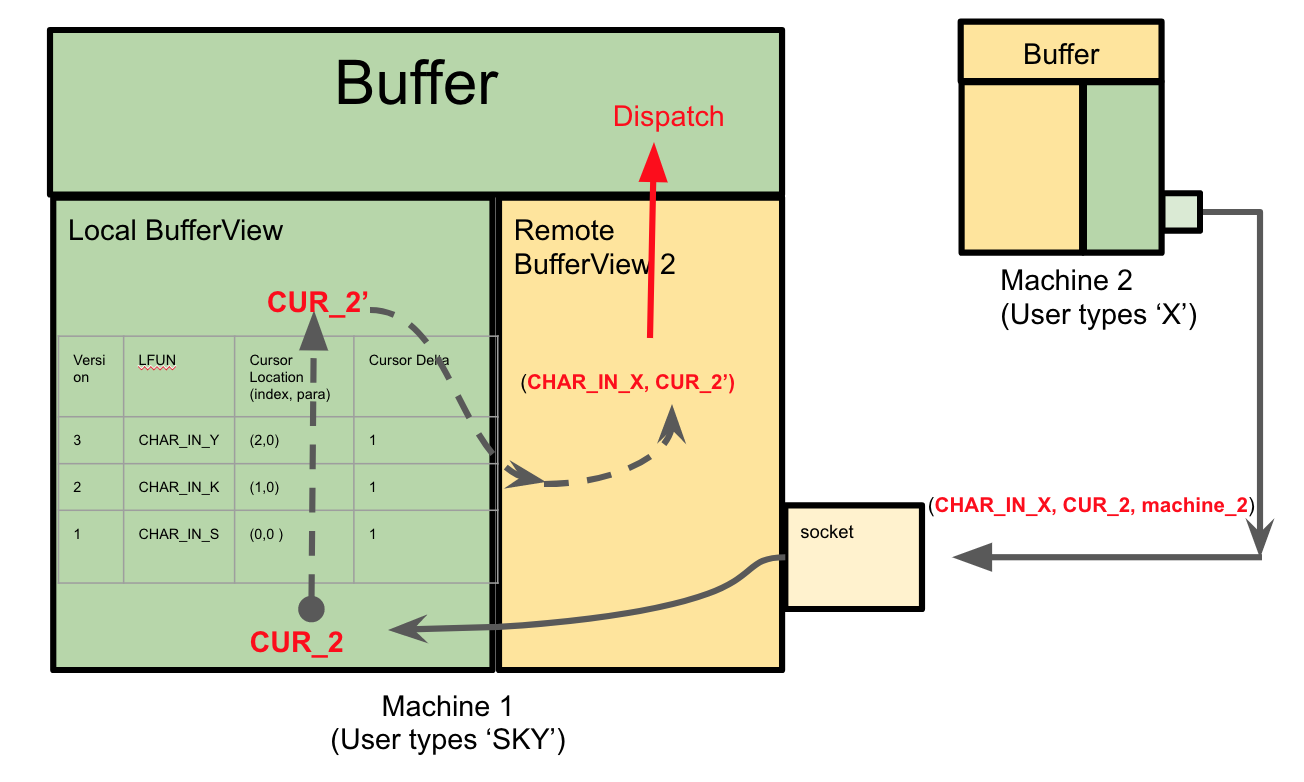 Buffer
Dispatch
Local BufferView
Remote
BufferView 2
CUR_2’
Versi
on
LFUN
Cursor
Location
(index, para)
Cursor Delta
3 CHAR_IN_Y (2,0) 1
2 CHAR_IN_K (1,0) 1
1 CHAR_IN_S (0,0 ) 1
CUR_2
(CHAR_IN_X, CUR_2’)
socket
Machine 1
(User types ‘SKY’)
Buffer
Machine 2
(User types ‘X’)
(CHAR_IN_X, CUR_2, machine_2)